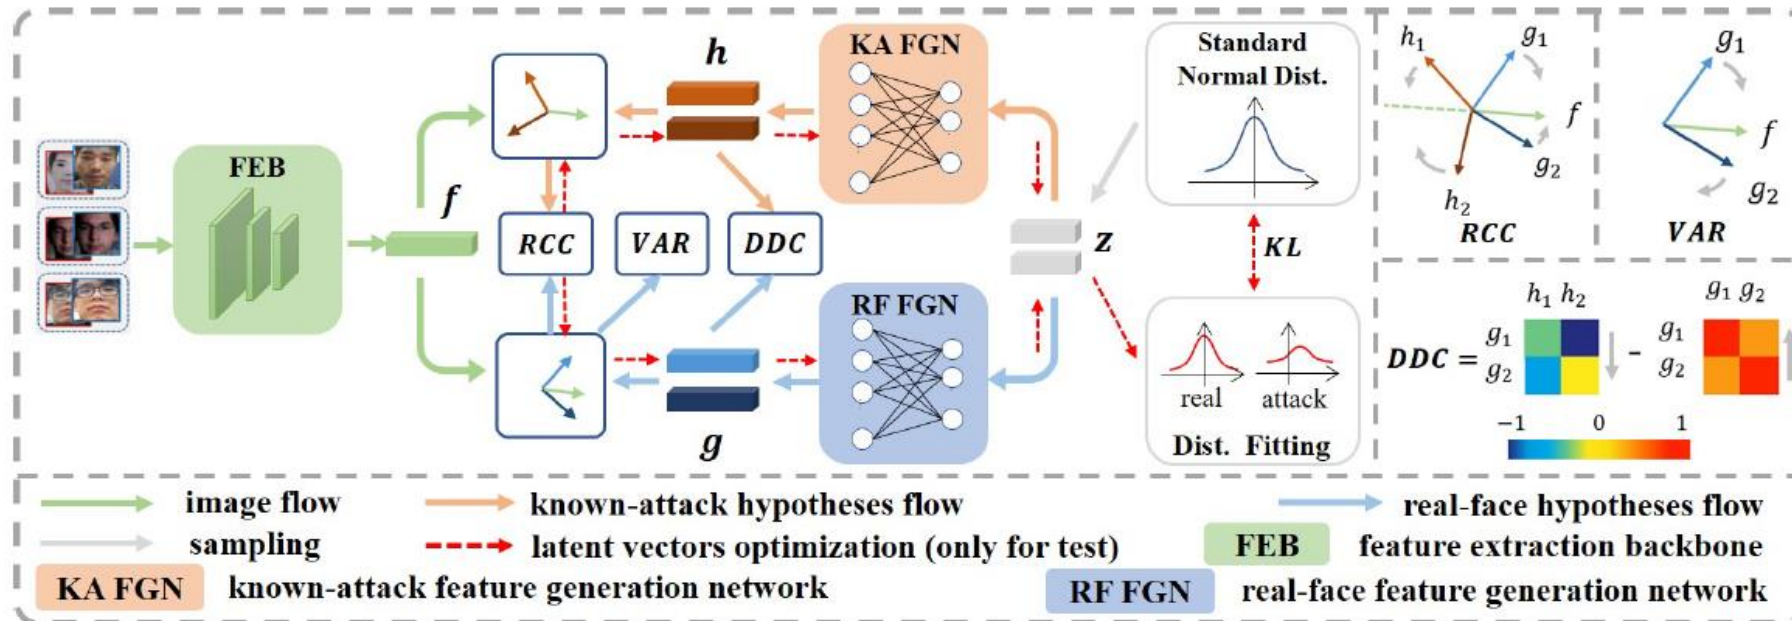 FEB
f
h
KA FGN
Standard
Normal Dist.
RCC
VAR
DDC
z
KL
RF FGN
g
real attack
Dist. Fitting
h₁ g₁
f
g₂
h₂
RCC
g₁
f
g₂
VAR
h₁ h₂
g₁ g₂
DDC = g₁ g₂ - g₁ g₂
−1 0 1
image flow
known-attack hypotheses flow
real-face hypotheses flow
sampling
latent vectors optimization (only for test)
FEB feature extraction backbone
KA FGN known-attack feature generation network
RF FGN real-face feature generation network